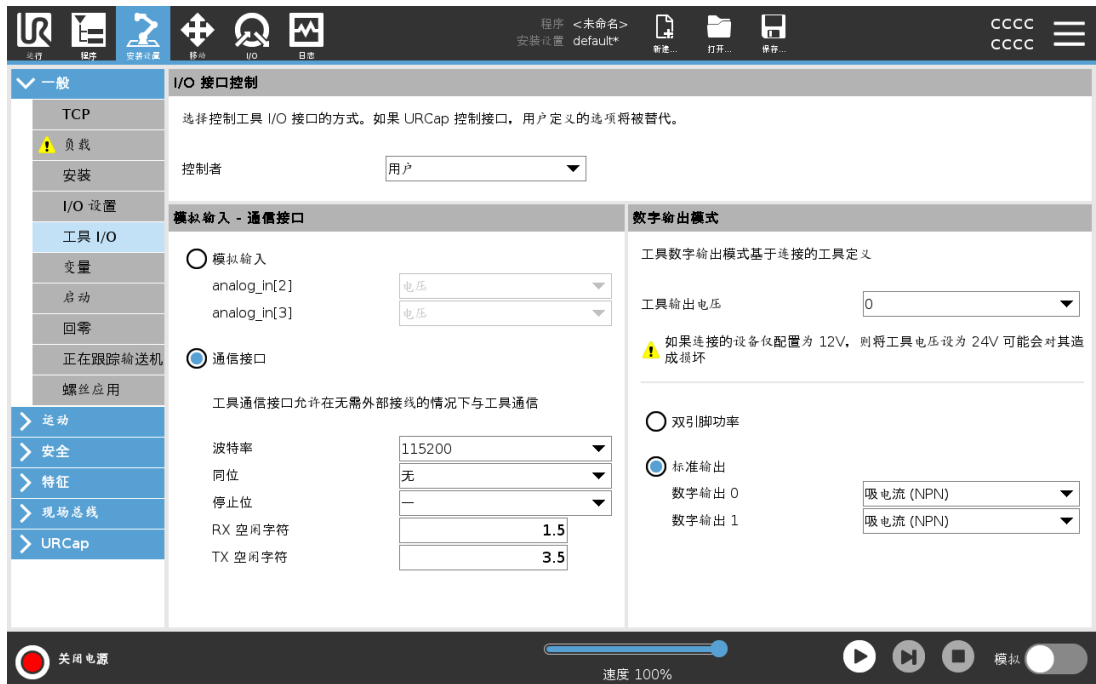 UR
程序 <未命名>
安装设置 default*
cccc
cccc
运行 程序 安装设置 移动 I/O 日志 新建... 打开... 保存...
一般
TCP
负载
安装
I/O 设置
工具 I/O
变量
启动
回零
正在跟踪输送机
螺丝应用
运动
安全
特征
现场总线
URCap
I/O 接口控制
选择控制工具 I/O 接口的方式。如果 URCap 控制接口，用户定义的选项将被替代。
控制者 用户
模拟输入 - 通信接口
模拟输入
analog_in[2] 电压
analog_in[3] 电压
通信接口
工具通信接口允许在无需外部接线的情况下与工具通信
波特率 115200
同位 无
停止位 一
RX 空闲字符 1.5
TX 空闲字符 3.5
数字输出模式
工具数字输出模式基于连接的工具定义
工具输出电压 0
如果连接的设备仅配置为 12V，则将工具电压设为 24V 可能会对其造
成损坏
双引脚功率
标准输出
数字输出 0 吸电流 (NPN)
数字输出 1 吸电流 (NPN)
关闭电源
速度 100%
模拟